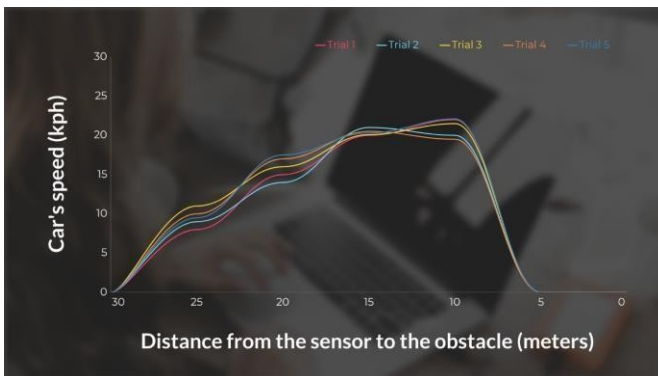 Trial 1 Trial 2 Trial 3 Trial 4 Trial 5
30
25
20
15
10
5
0
Car's speed (kph)
30 25 20 15 10 5 0
Distance from the sensor to the obstacle (meters)